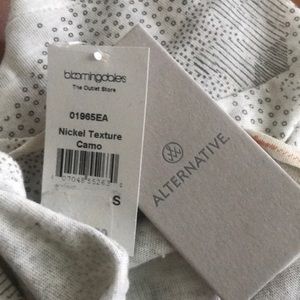 bloomingdales
The Outlet Store
01965EA
Nickel Texture
Camo
S
ALTERNATIVE